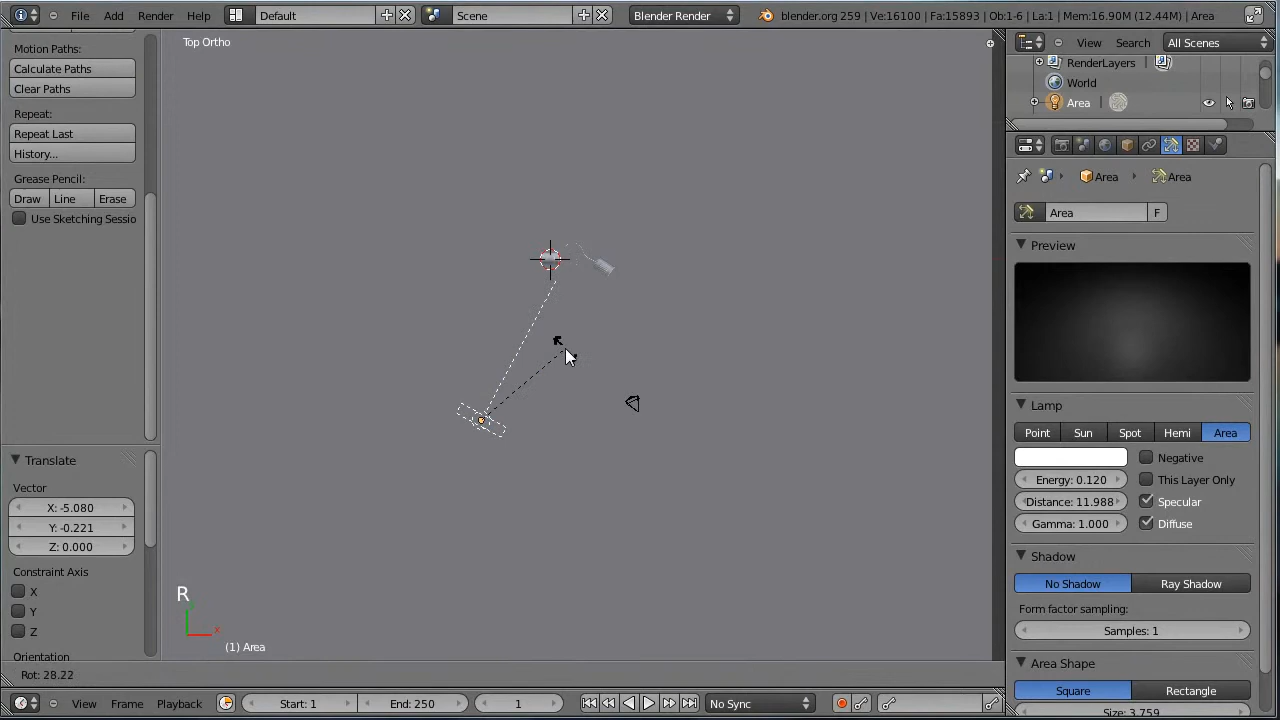 File Add Render Help Default Scene Blender Render blender.org 259 | Ve:16100 | Fa:15893 | Ob:1-6 | La:1 | Mem:16.90M (12.44M) | Area
Motion Paths:
Calculate Paths
Clear Paths
Repeat:
Repeat Last
History...
Grease Pencil:
Draw Line Erase
Use Sketching Sessio
Translate
Vector
X: -5.080
Y: -0.221
Z: 0.000
Constraint Axis
X
Y
Z
Orientation
Top Ortho
R
x
(1) Area
Rot: 28.22
View Search All Scenes
RenderLayers
World
Area
Area Area
Area F
Preview
Lamp
Point Sun Spot Hemi Area
Negative
Energy: 0.120 This Layer Only
Distance: 11.988 Specular
Gamma: 1.000 Diffuse
Shadow
No Shadow Ray Shadow
Form factor sampling:
Samples: 1
Area Shape
Square Rectangle
Size: 3.759
View Frame Playback Start: 1 End: 250 1 No Sync